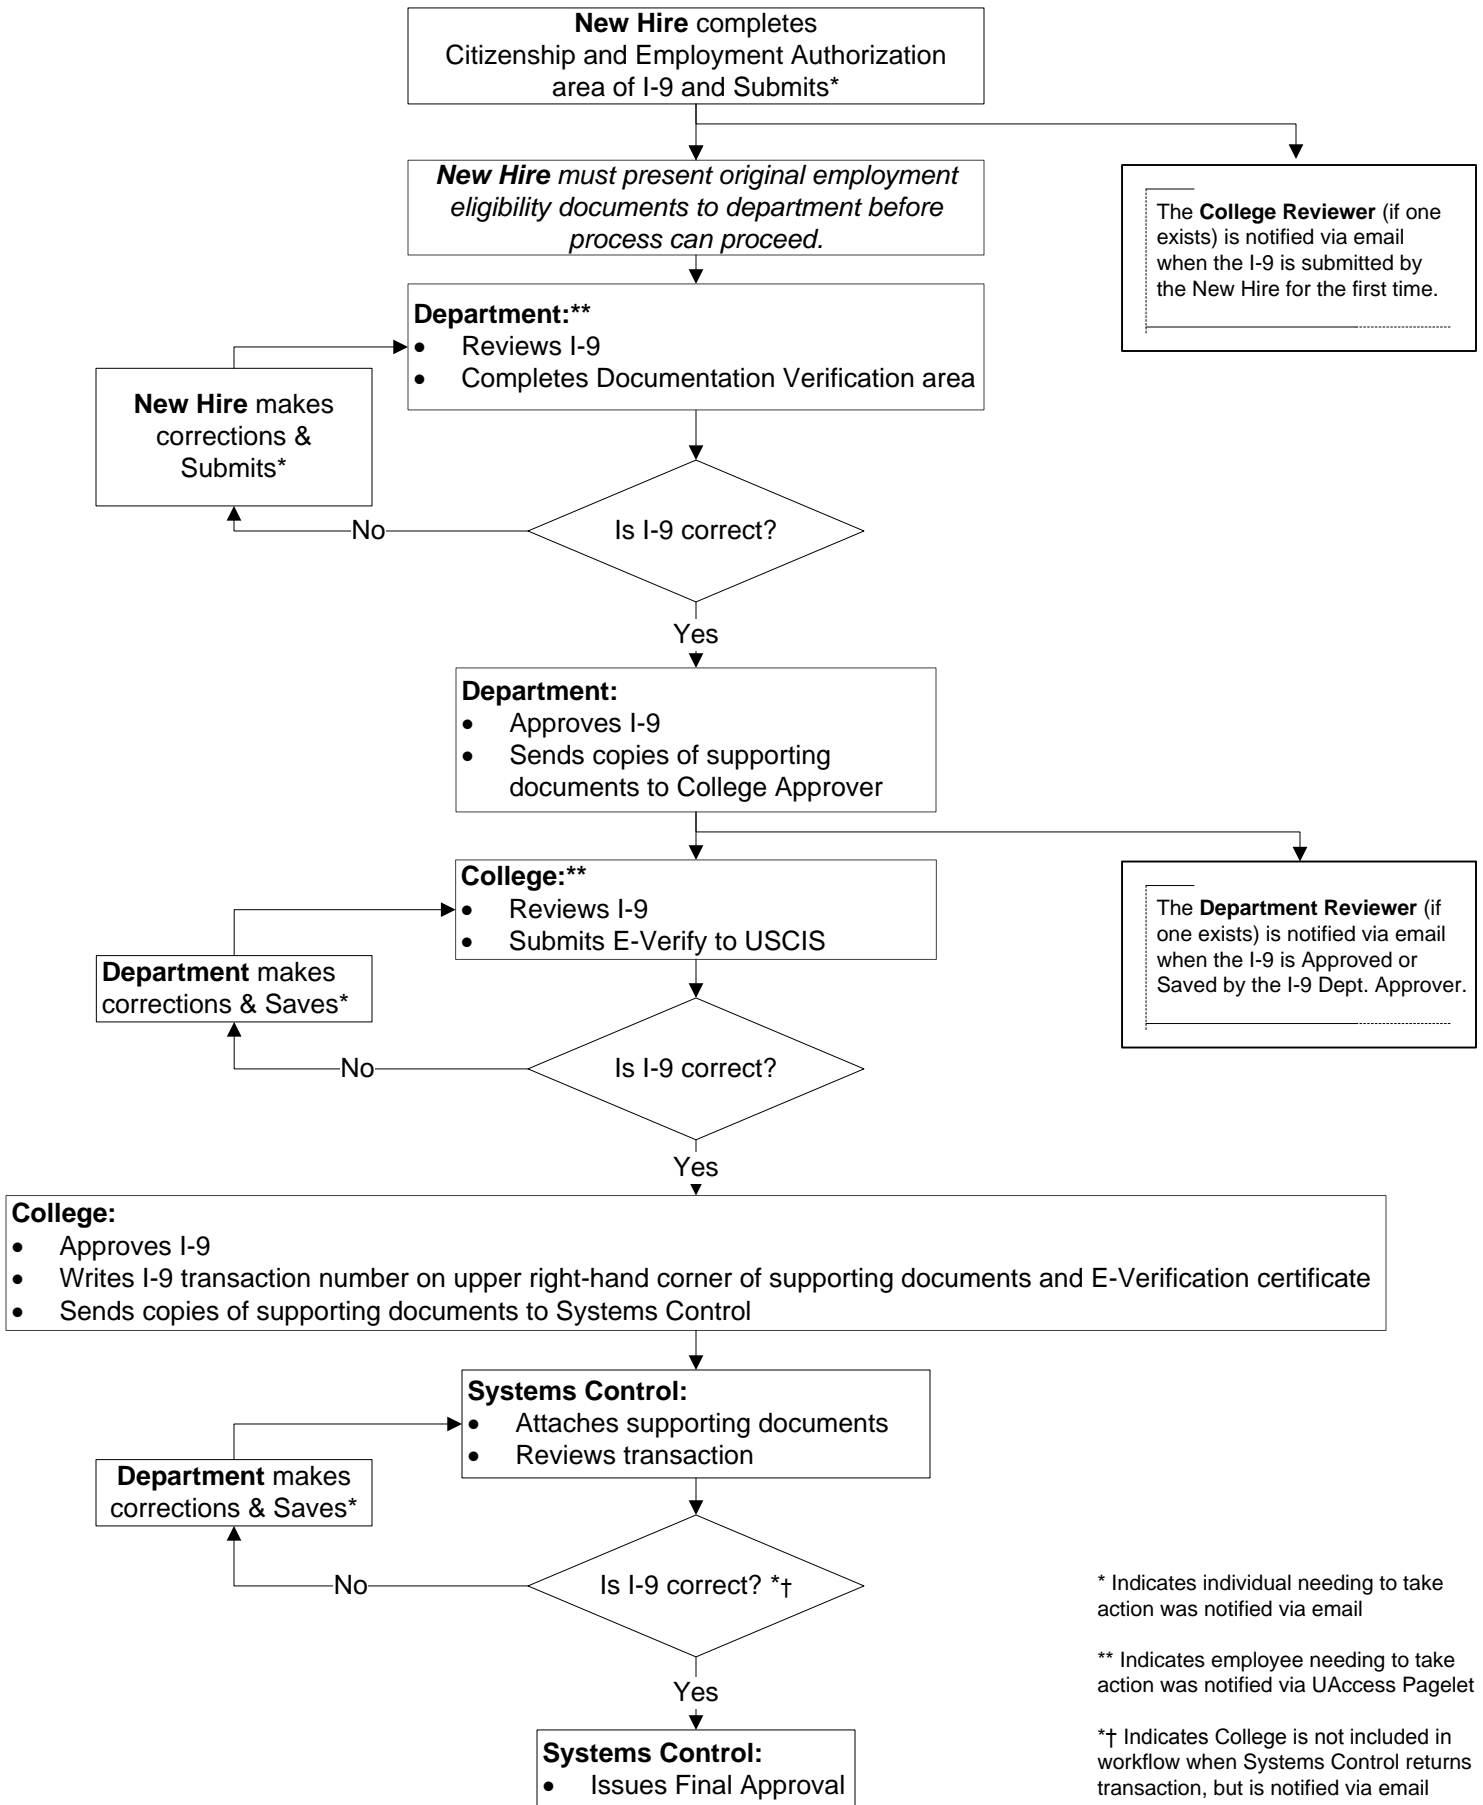 New Hire completes
Citizenship and Employment Authorization
area of I-9 and Submits*
New Hire must present original employment
eligibility documents to department before
process can proceed.
The College Reviewer (if one
exists) is notified via email
when the I-9 is submitted by
the New Hire for the first time.
Department:**
• Reviews I-9
• Completes Documentation Verification area
New Hire makes
corrections &
Submits*
No
Is I-9 correct?
Yes
Department:
• Approves I-9
• Sends copies of supporting
documents to College Approver
College:**
• Reviews I-9
• Submits E-Verify to USCIS
The Department Reviewer (if
one exists) is notified via email
when the I-9 is Approved or
Saved by the I-9 Dept. Approver.
Department makes
corrections & Saves*
No
Is I-9 correct?
Yes
College:
• Approves I-9
• Writes I-9 transaction number on upper right-hand corner of supporting documents and E-Verification certificate
• Sends copies of supporting documents to Systems Control
Systems Control:
• Attaches supporting documents
• Reviews transaction
Department makes
corrections & Saves*
No
Is I-9 correct? *†
Yes
Systems Control:
• Issues Final Approval
* Indicates individual needing to take
action was notified via email
** Indicates employee needing to take
action was notified via UAccess Pagelet
*† Indicates College is not included in
workflow when Systems Control returns
transaction, but is notified via email